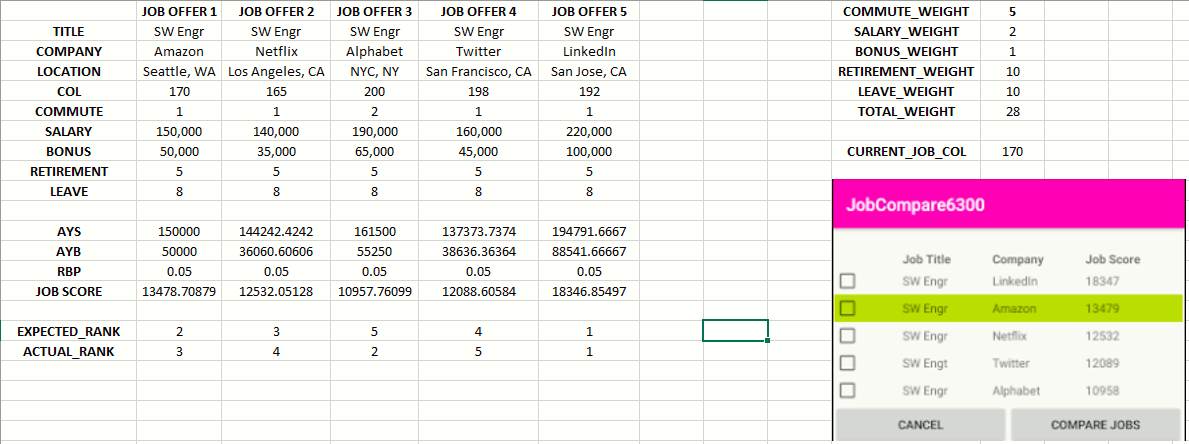 JOB OFFER 1 JOB OFFER 2 JOB OFFER 3 JOB OFFER 4 JOB OFFER 5
TITLE SW Engr SW Engr SW Engr SW Engr SW Engr
COMPANY Amazon Netflix Alphabet Twitter LinkedIn
LOCATION Seattle, WA Los Angeles, CA NYC, NY San Francisco, CA San Jose, CA
COL 170 165 200 198 192
COMMUTE 1 1 2 1 1
SALARY 150,000 140,000 190,000 160,000 220,000
BONUS 50,000 35,000 65,000 45,000 100,000
RETIREMENT 5 5 5 5 5
LEAVE 8 8 8 8 8
AYS 150000 144242.4242 161500 137373.7374 194791.6667
AYB 50000 36060.60606 55250 38636.36364 88541.66667
RBP 0.05 0.05 0.05 0.05 0.05
JOB SCORE 13478.70879 12532.05128 10957.76099 12088.60584 18346.85497
EXPECTED_RANK 2 3 5 4 1
ACTUAL_RANK 3 4 2 5 1
COMMUTE_WEIGHT 5
SALARY_WEIGHT 2
BONUS_WEIGHT 1
RETIREMENT_WEIGHT 10
LEAVE_WEIGHT 10
TOTAL_WEIGHT 28
CURRENT_JOB_COL 170
JobCompare6300
Job Title Company Job Score
SW Engr LinkedIn 18347
SW Engr Amazon 13479
SW Engr Netflix 12532
SW Engt Twitter 12089
SW Engr Alphabet 10958
CANCEL COMPARE JOBS